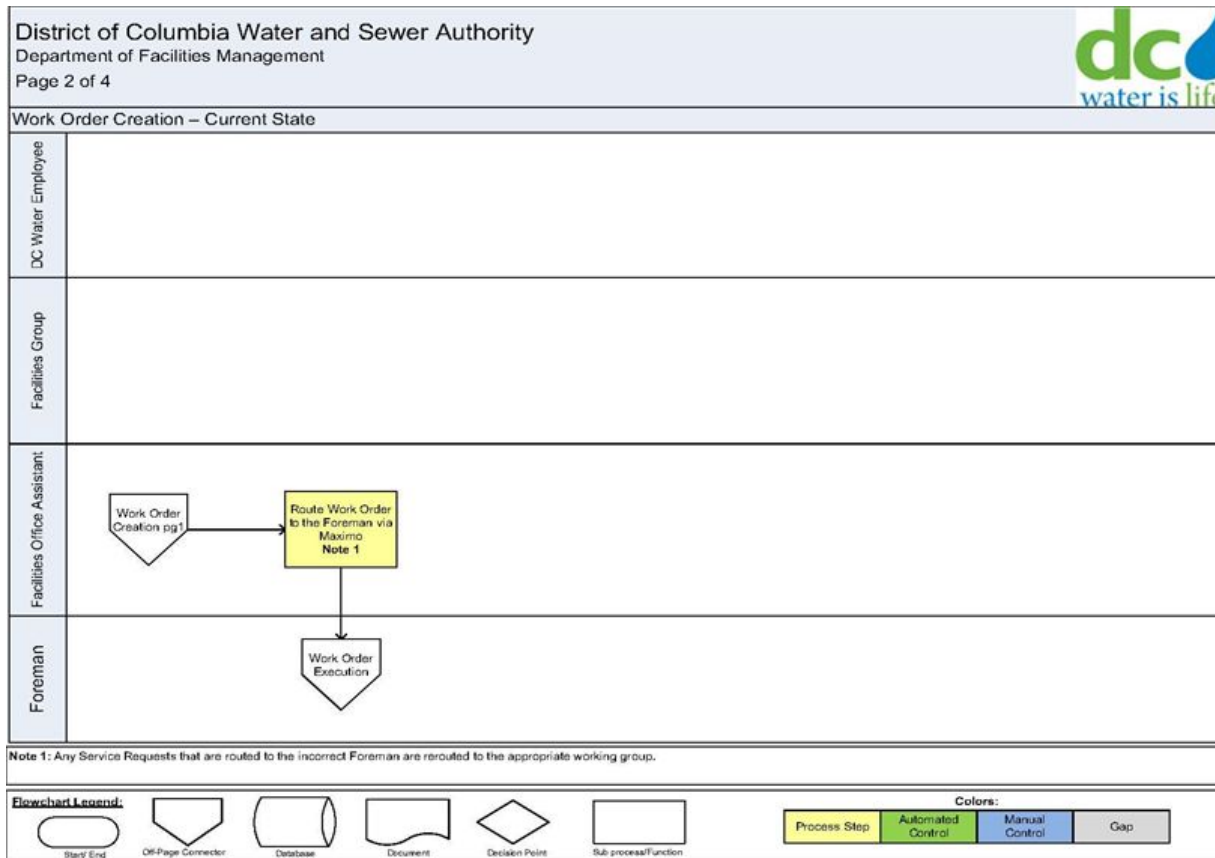 District of Columbia Water and Sewer Authority
Department of Facilities Management
Page 2 of 4
dc
water is life
Work Order Creation – Current State
DC Water Employee
Facilities Group
Facilities Office Assistant
Work Order
Creation pg1
Route Work Order
to the Foreman via
Maximo
Note 1
Foreman
Work Order
Execution
Note 1: Any Service Requests that are routed to the incorrect Foreman are rerouted to the appropriate working group.
Flowchart Legend:
Start/ End
Off-Page Connector
Database
Document
Decision Point
Sub process/Function
Colors:
Process Step
Automated
Control
Manual
Control
Gap